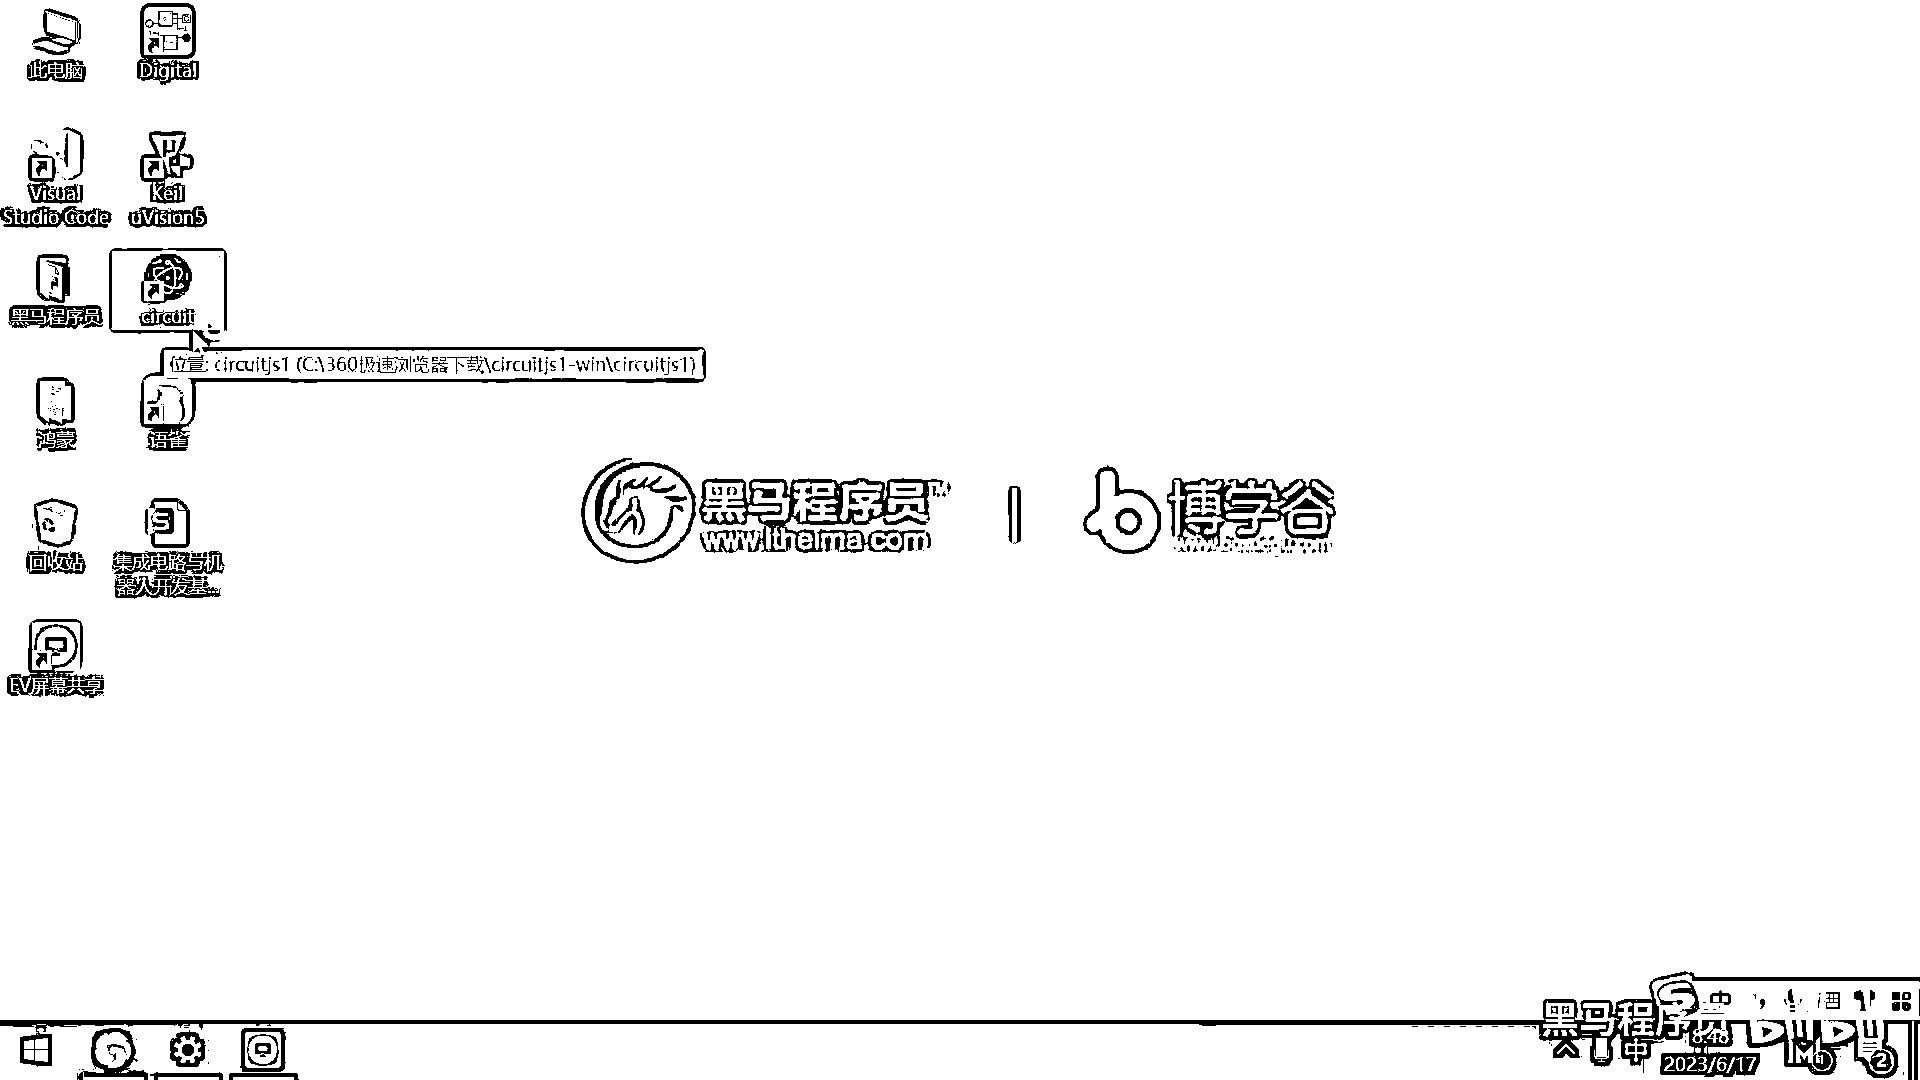 此电脑
Digital
Visual
Studio Code
Keil
uVision5
黑马程序员
circuit
位置: circuitjs1 (C:\360极速浏览器下载\circuitjs1-win\circuitjs1)
鸿蒙
语雀
回收站
集成电路与机
器人开发基...
EV屏幕共享
黑马程序员TM
www.itheima.com
博学谷
中
黑马程序员
bilibili
中
8:48
2023/6/17